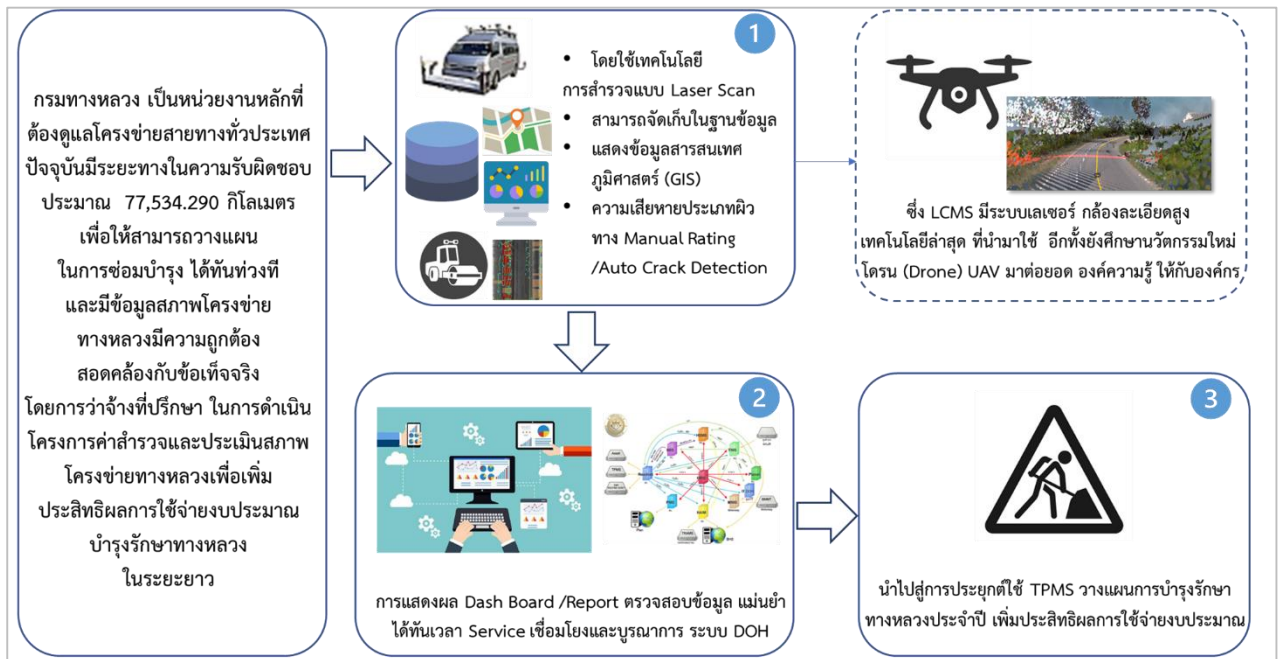 กรมทางหลวง เป็นหน่วยงานหลักที่
ต้องดูแลโครงข่ายสายทางทั่วประเทศ
ปัจจุบันมีระยะทางในความรับผิดชอบ
ประมาณ 77,534.290 กิโลเมตร
เพื่อให้สามารถวางแผน
ในการซ่อมบำรุง ได้ทันท่วงที
และมีข้อมูลสภาพโครงข่าย
ทางหลวงมีความถูกต้อง
สอดคล้องกับข้อเท็จจริง
โดยการว่าจ้างที่ปรึกษา ในการดำเนิน
โครงการค่าสำรวจและประเมินสภาพ
โครงข่ายทางหลวงเพื่อเพิ่ม
ประสิทธิผลการใช้จ่ายงบประมาณ
บำรุงรักษาทางหลวง
ในระยะยาว
1
• โดยใช้เทคโนโลยี
การสำรวจแบบ Laser Scan
• สามารถจัดเก็บในฐานข้อมูล
• แสดงข้อมูลสารสนเทศ
ภูมิศาสตร์ (GIS)
• ความเสียหายประเภทผิว
ทาง Manual Rating
/Auto Crack Detection
ซึ่ง LCMS มีระบบเลเซอร์ กล้องละเอียดสูง
เทคโนโลยีล่าสุด ที่นำมาใช้ อีกทั้งยังศึกษานวัตกรรมใหม่
โดรน (Drone) UAV มาต่อยอด องค์ความรู้ ให้กับองค์กร
2
การแสดงผล Dash Board /Report ตรวจสอบข้อมูล แม่นยำ
ได้ทันเวลา Service เชื่อมโยงและบูรณาการ ระบบ DOH
3
นำไปสู่การประยุกต์ใช้ TPMS วางแผนการบำรุงรักษา
ทางหลวงประจำปี เพิ่มประสิทธิผลการใช้จ่ายงบประมาณ